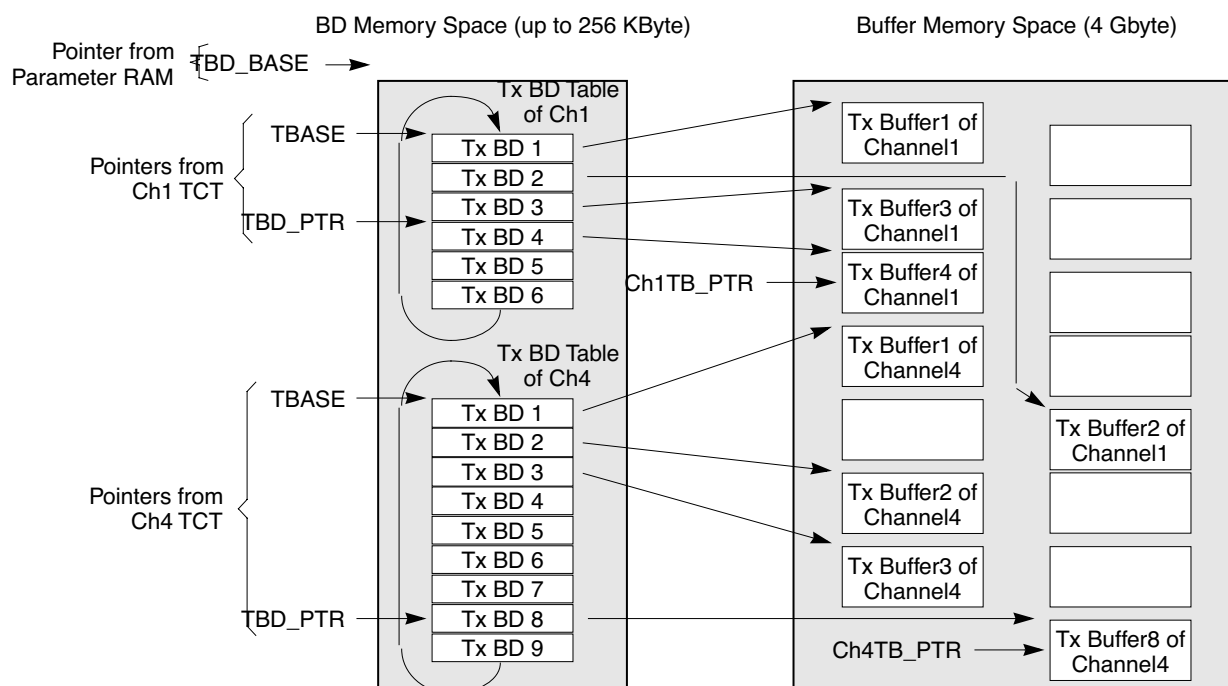 BD Memory Space (up to 256 KByte)
Buffer Memory Space (4 Gbyte)
Pointer from
Parameter RAM
TBD_BASE
Tx BD Table
of Ch1
TBASE
Pointers from
Ch1 TCT
TBD_PTR
Tx BD 1
Tx BD 2
Tx BD 3
Tx BD 4
Tx BD 5
Tx BD 6
Tx BD Table
of Ch4
TBASE
Pointers from
Ch4 TCT
TBD_PTR
Tx BD 1
Tx BD 2
Tx BD 3
Tx BD 4
Tx BD 5
Tx BD 6
Tx BD 7
Tx BD 8
Tx BD 9
Tx Buffer1 of
Channel1
Tx Buffer3 of
Channel1
Ch1TB_PTR
Tx Buffer4 of
Channel1
Tx Buffer1 of
Channel4
Tx Buffer2 of
Channel1
Tx Buffer2 of
Channel4
Tx Buffer3 of
Channel4
Ch4TB_PTR
Tx Buffer8 of
Channel4